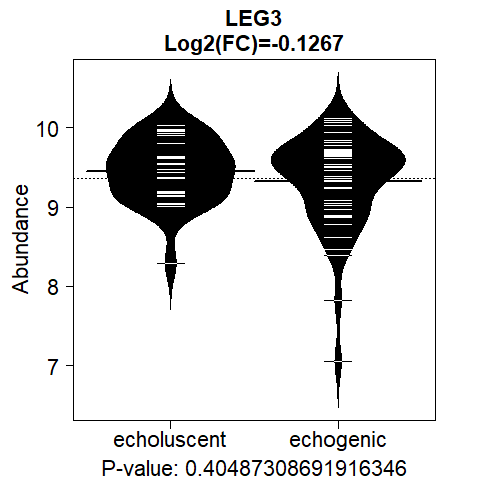 LEG3
Log2(FC)=-0.1267
Abundance
10
9
8
7
echoluscent
echogenic
P-value: 0.40487308691916346